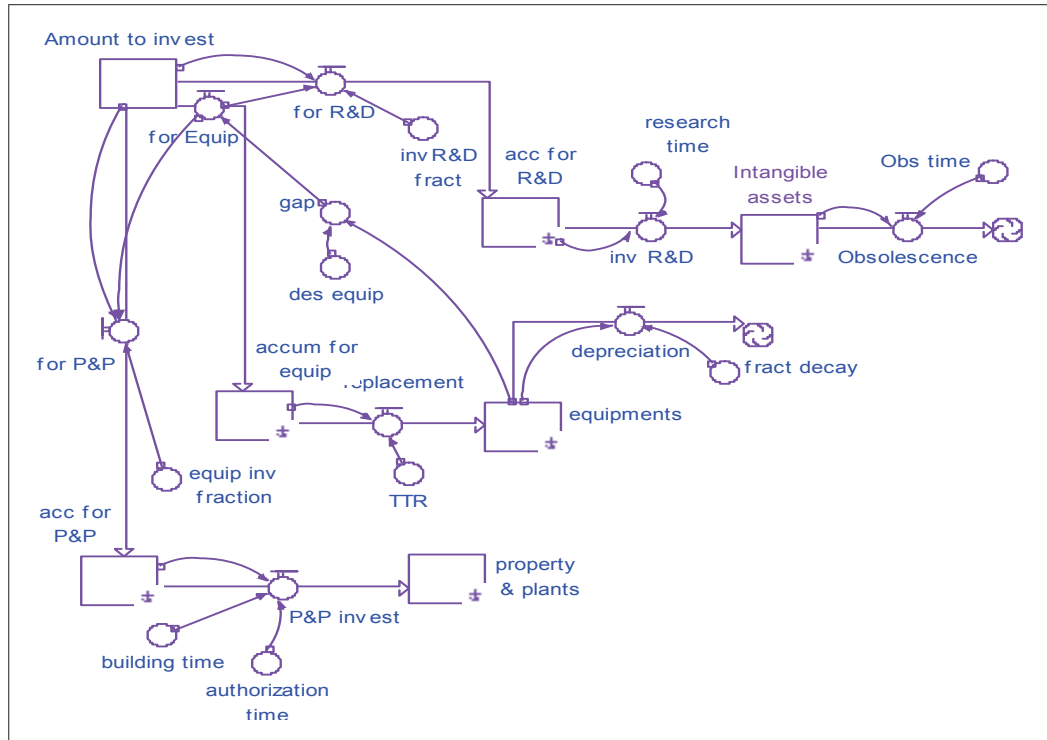 Amount to invest
for R&D
for Equip
inv R&D
fract
acc for
R&D
research
time
Intangible
assets
Obs time
gap
inv R&D
Obsolescence
des equip
for P&P
accum for
equip
replacement
depreciation
fract decay
equipments
equip inv
fraction
TTR
acc for
P&P
property
& plants
P&P invest
building time
authorization
time